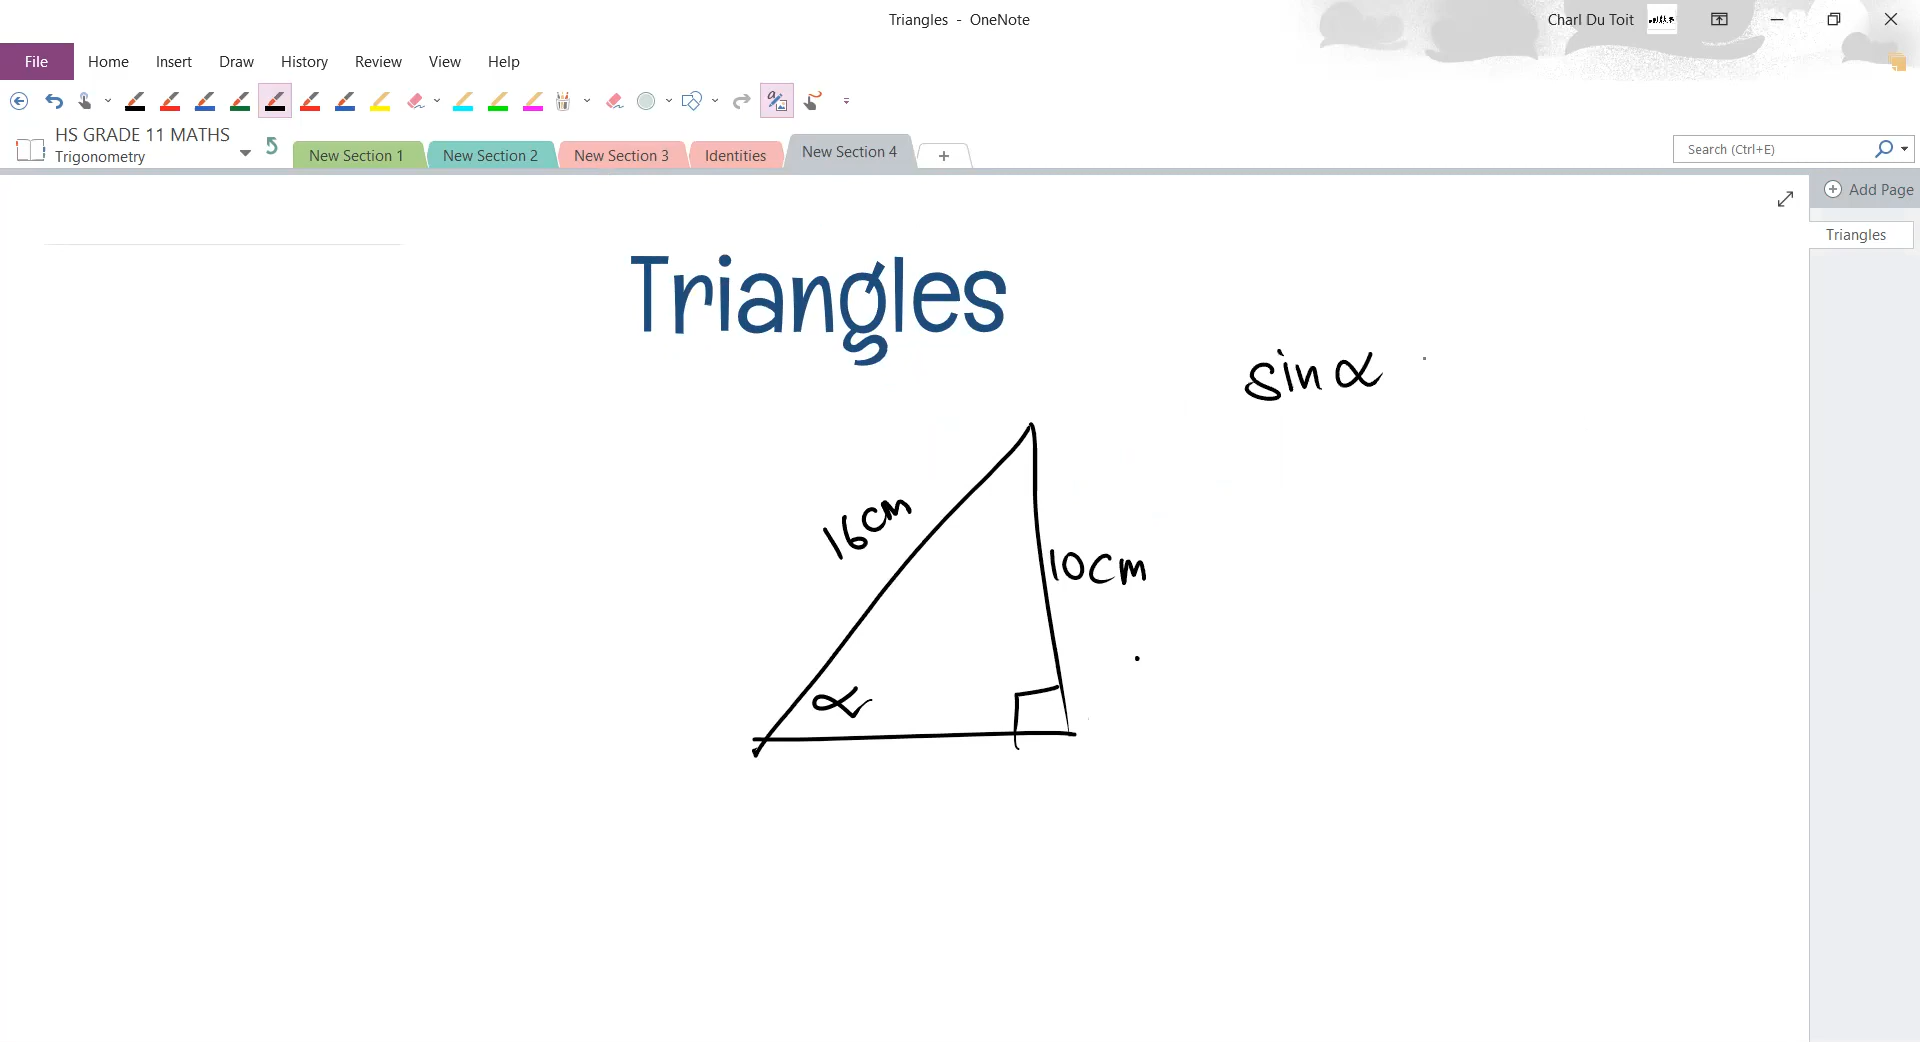 Triangles - OneNote
Charl Du Toit
File Home Insert Draw History Review View Help
HS GRADE 11 MATHS
Trigonometry
New Section 1 New Section 2 New Section 3 Identities New Section 4 +
Search (Ctrl+E)
Add Page
Triangles
Triangles
sin α
16cm
10cm
α